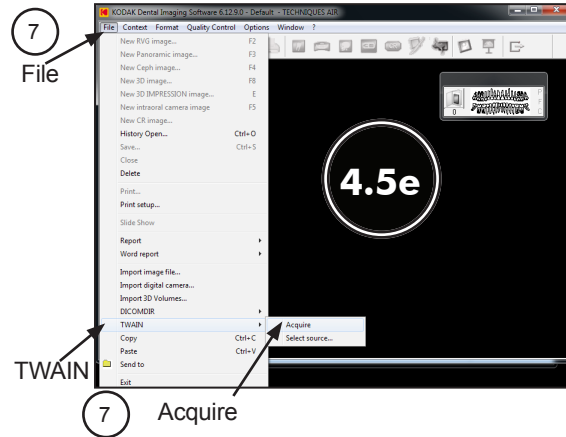 KODAK Dental Imaging Software 6.12.9.0 - Default - TECHNIQUES AIR
File Context Format Quality Control Options Window ?
7
File
New RVG image... F2
New Panoramic image... F3
New Ceph image... F4
New 3D image... F8
New 3D IMPRESSION image... E
New intraoral camera image F5
New CR image...
History Open... Ctrl+O
Save... Ctrl+S
Close
Delete
Print...
Print setup...
Slide Show
Report
Word report
Import image file...
Import digital camera...
Import 3D Volumes...
DICOMDIR
TWAIN
Copy Ctrl+C
Paste Ctrl+V
Send to
Exit
Acquire
Select source...
0
P
F
C
4.5e
TWAIN
7
Acquire